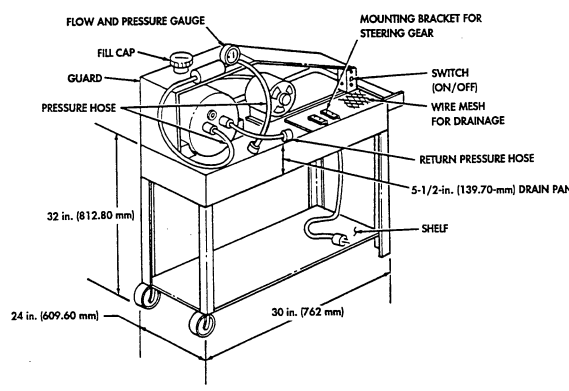 FLOW AND PRESSURE GAUGE
MOUNTING BRACKET FOR
STEERING GEAR
FILL CAP
GUARD
SWITCH
(ON/OFF)
PRESSURE HOSE
WIRE MESH
FOR DRAINAGE
RETURN PRESSURE HOSE
5-1/2-in. (139.70-mm) DRAIN PAN
32 in. (812.80 mm)
SHELF
24 in. (609.60 mm)
30 in. (762 mm)